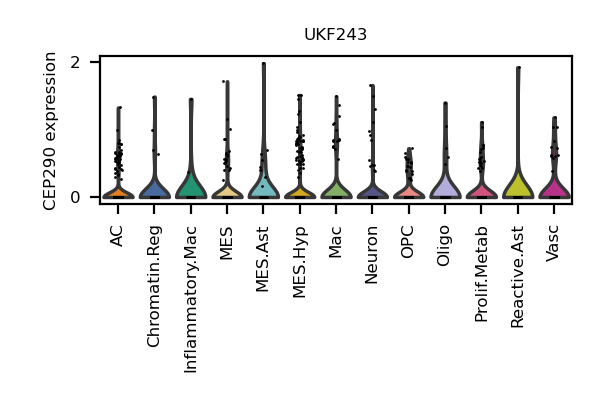 UKF243
CEP290 expression
2
0
AC
Chromatin.Reg
Inflammatory.Mac
MES
MES.Ast
MES.Hyp
Mac
Neuron
OPC
Oligo
Prolif.Metab
Reactive.Ast
Vasc